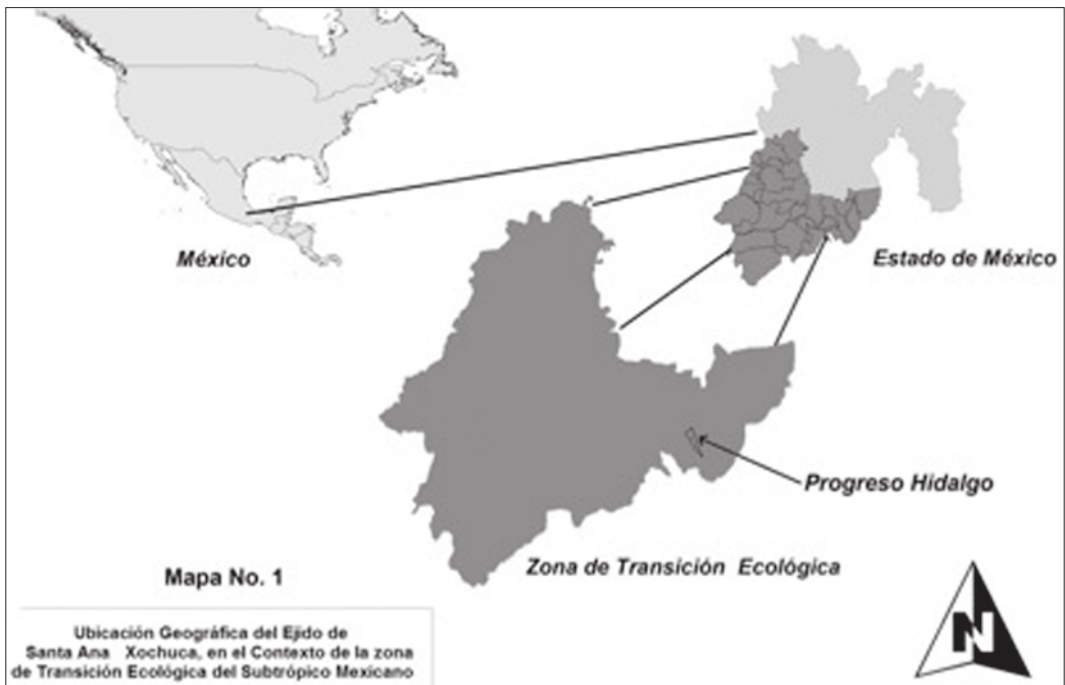 México
Estado de México
Progreso Hidalgo
Zona de Transición Ecológica
Mapa No. 1
Ubicación Geográfica del Ejido de
Santa Ana Xochuca, en el Contexto de la zona
de Transición Ecológica del Subtrópico Mexicano
N